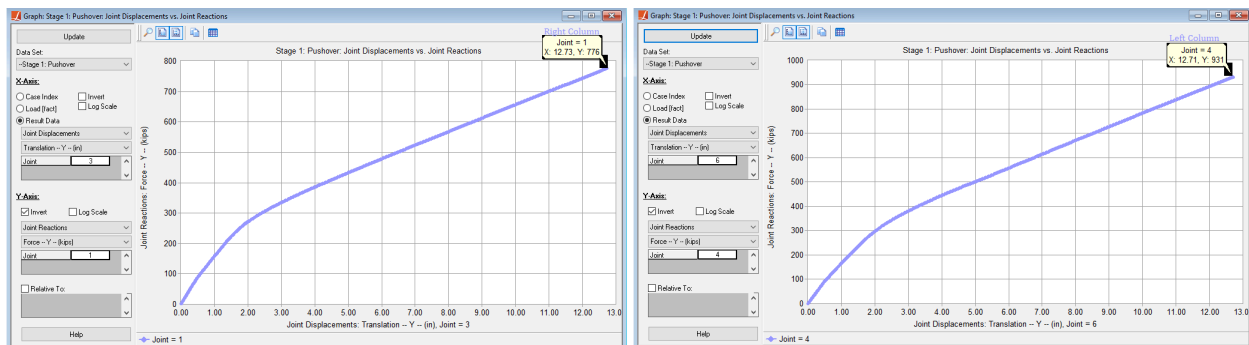 Graph: Stage 1: Pushover: Joint Displacements vs. Joint Reactions
Update
Data Set:
--Stage 1: Pushover
X-Axis:
Case Index
Invert
Load [fact]
Log Scale
Result Data
Joint Displacements
Translation -- Y -- (in)
Joint 3
Y-Axis:
Invert
Log Scale
Joint Reactions
Force -- Y -- (kips)
Joint 1
Relative To:
Help
Right Column
Stage 1: Pushover: Joint Displacements vs. Joint Reactions
Joint = 1
X: 12.73, Y: 776
Joint Reactions: Force -- Y -- (kips)
800
700
600
500
400
300
200
100
0
0.00 1.00 2.00 3.00 4.00 5.00 6.00 7.00 8.00 9.00 10.00 11.00 12.00 13.0
Joint Displacements: Translation -- Y -- (in), Joint = 3
Joint = 1
Graph: Stage 1: Pushover: Joint Displacements vs. Joint Reactions
Update
Data Set:
--Stage 1: Pushover
X-Axis:
Case Index
Invert
Load [fact]
Log Scale
Result Data
Joint Displacements
Translation -- Y -- (in)
Joint 6
Y-Axis:
Invert
Log Scale
Joint Reactions
Force -- Y -- (kips)
Joint 4
Relative To:
Help
Left Column
Stage 1: Pushover: Joint Displacements vs. Joint Reactions
Joint = 4
X: 12.71, Y: 931
Joint Reactions: Force -- Y -- (kips)
1000
900
800
700
600
500
400
300
200
100
0
0.00 1.00 2.00 3.00 4.00 5.00 6.00 7.00 8.00 9.00 10.00 11.00 12.00 13.0
Joint Displacements: Translation -- Y -- (in), Joint = 6
Joint = 4